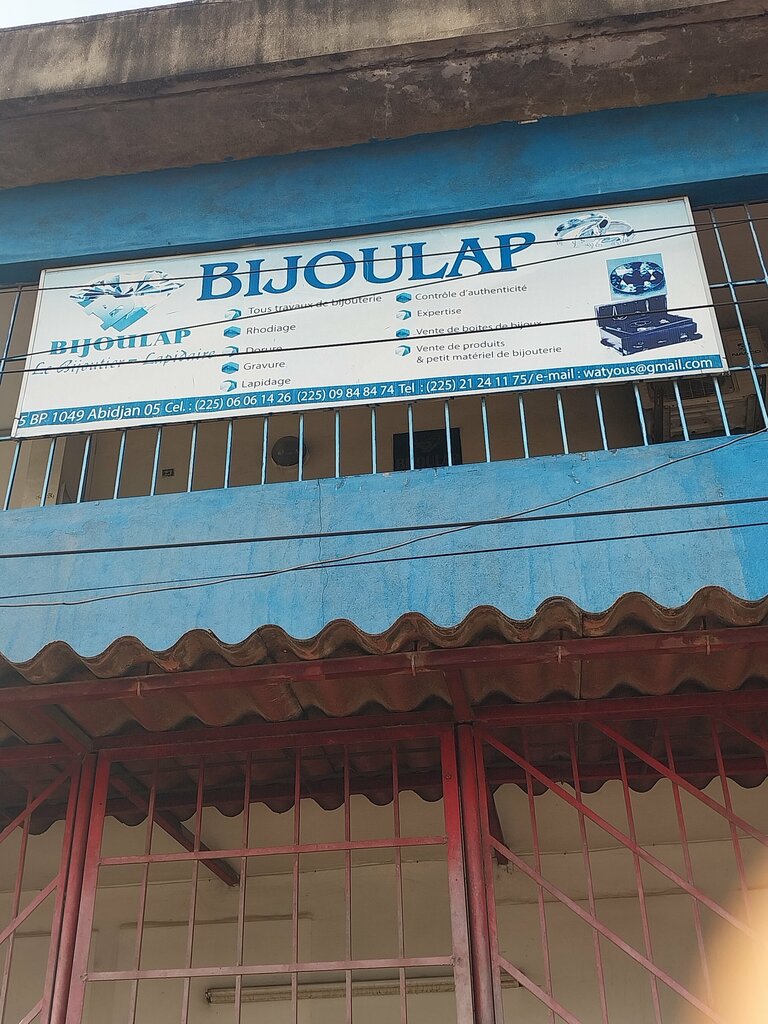 BIJOULAP
BIJOULAP
Le Bijoutier – Lapidaire
Tous travaux de bijouterie
Rhodiage
Dorure
Gravure
Lapidage
Contrôle d'authenticité
Expertise
Vente de boites de bijoux
Vente de produits
& petit matériel de bijouterie
5 BP 1049 Abidjan 05 Cel. : (225) 06 06 14 26 (225) 09 84 84 74 Tel : (225) 21 24 11 75 / e-mail : watyous@gmail.com